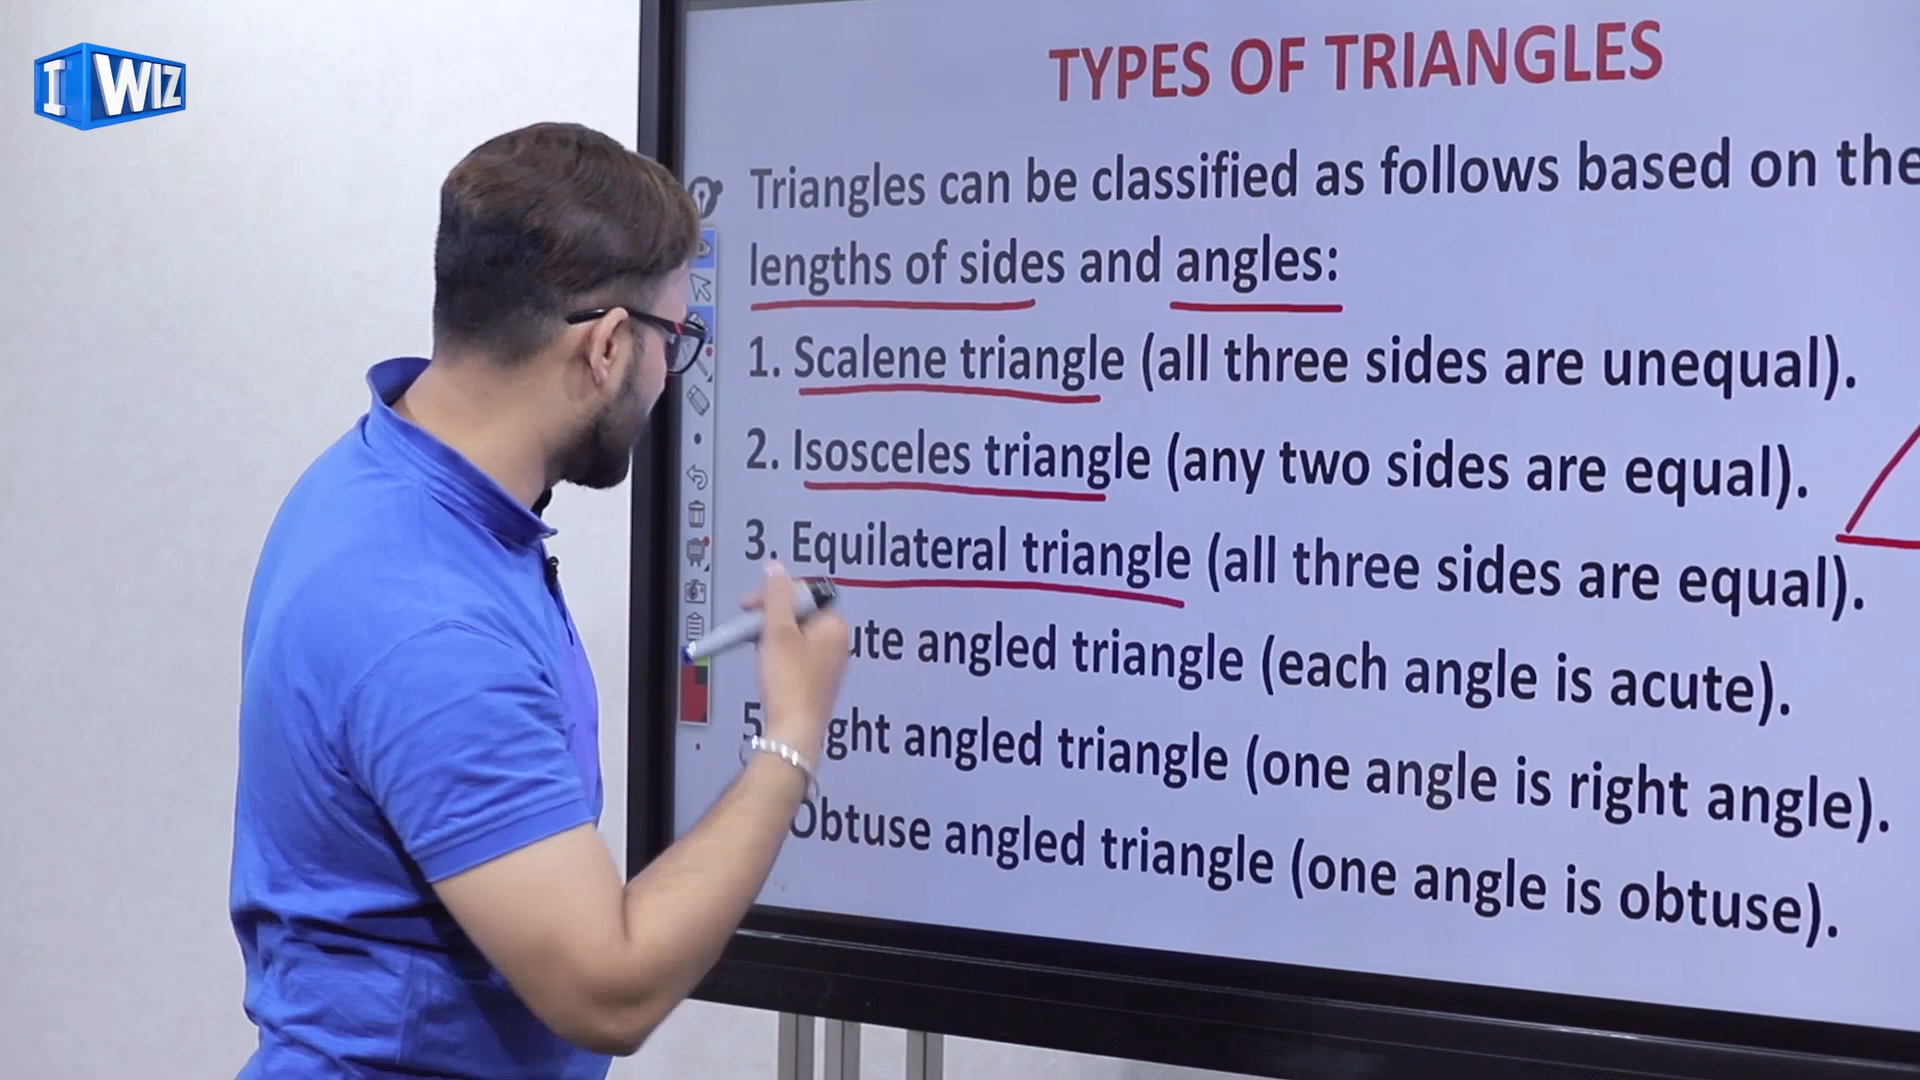 I WIZ
TYPES OF TRIANGLES
Triangles can be classified as follows based on the
lengths of sides and angles:
1. Scalene triangle (all three sides are unequal).
2. Isosceles triangle (any two sides are equal).
3. Equilateral triangle (all three sides are equal).
ute angled triangle (each angle is acute).
5 ght angled triangle (one angle is right angle).
Obtuse angled triangle (one angle is obtuse).